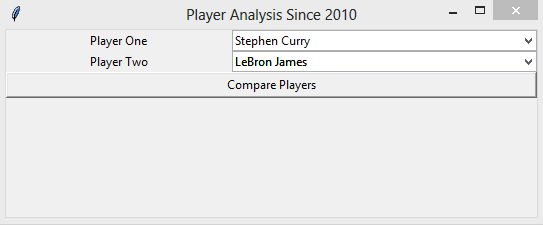 Player Analysis Since 2010
Player One Stephen Curry
Player Two LeBron James
Compare Players